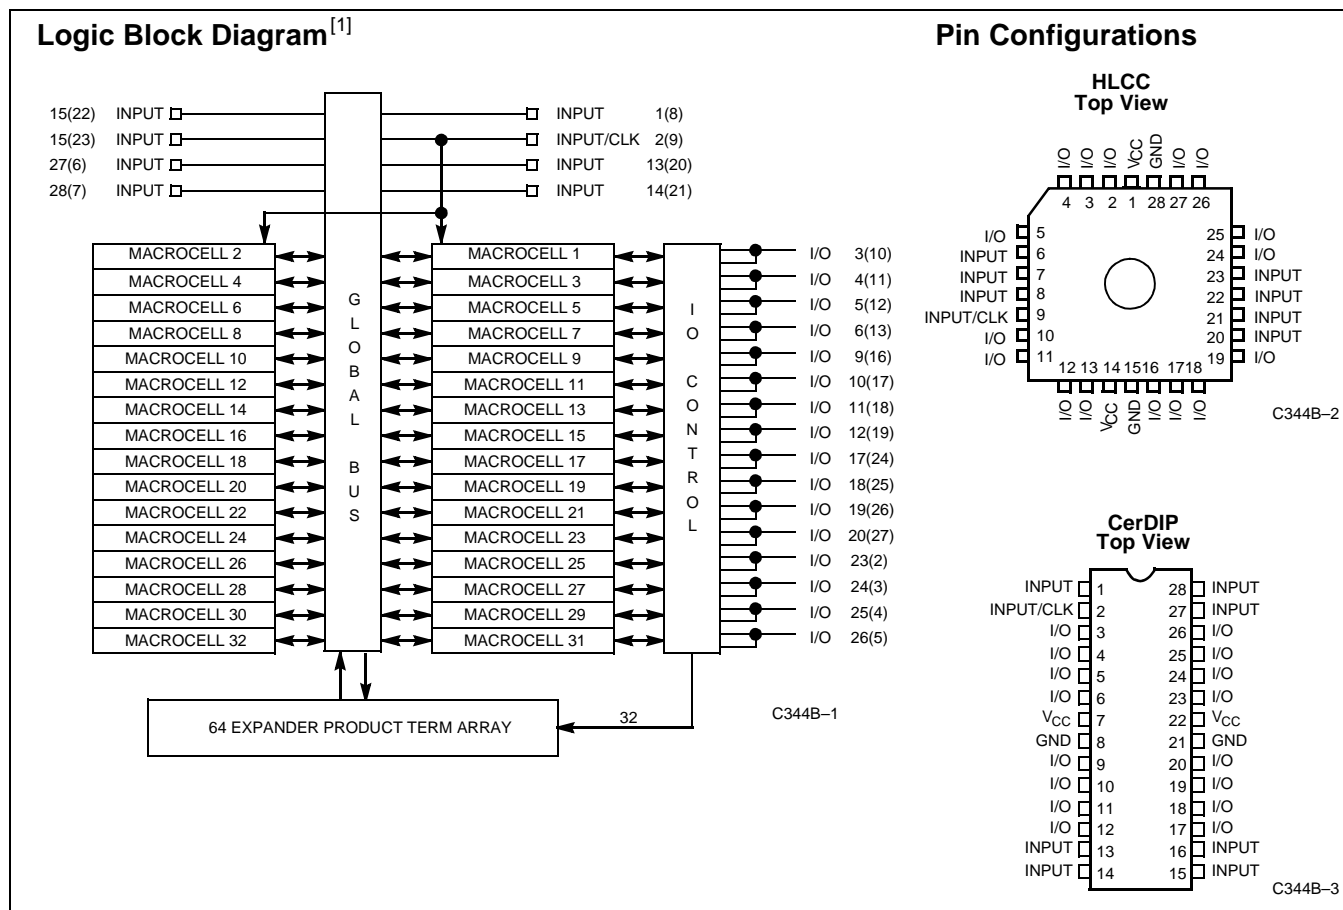 Logic Block Diagram[1]
15(22) INPUT
15(23) INPUT
27(6) INPUT
28(7) INPUT
INPUT 1(8)
INPUT/CLK 2(9)
INPUT 13(20)
INPUT 14(21)
MACROCELL 2
MACROCELL 4
MACROCELL 6
MACROCELL 8
MACROCELL 10
MACROCELL 12
MACROCELL 14
MACROCELL 16
MACROCELL 18
MACROCELL 20
MACROCELL 22
MACROCELL 24
MACROCELL 26
MACROCELL 28
MACROCELL 30
MACROCELL 32
GLOBAL BUS
MACROCELL 1
MACROCELL 3
MACROCELL 5
MACROCELL 7
MACROCELL 9
MACROCELL 11
MACROCELL 13
MACROCELL 15
MACROCELL 17
MACROCELL 19
MACROCELL 21
MACROCELL 23
MACROCELL 25
MACROCELL 27
MACROCELL 29
MACROCELL 31
IO CONTROL
I/O 3(10)
I/O 4(11)
I/O 5(12)
I/O 6(13)
I/O 9(16)
I/O 10(17)
I/O 11(18)
I/O 12(19)
I/O 17(24)
I/O 18(25)
I/O 19(26)
I/O 20(27)
I/O 23(2)
I/O 24(3)
I/O 25(4)
I/O 26(5)
64 EXPANDER PRODUCT TERM ARRAY
32
C344B–1
Pin Configurations
HLCC
Top View
I/O I/O I/O VCC GND I/O I/O
4 3 2 1 28 27 26
I/O 5
INPUT 6
INPUT 7
INPUT 8
INPUT/CLK 9
I/O 10
I/O 11
25 I/O
24 I/O
23 INPUT
22 INPUT
21 INPUT
20 INPUT
19 I/O
12 13 14 15 16 17 18
I/O I/O VCC GND I/O I/O I/O
C344B–2
CerDIP
Top View
INPUT 1 28 INPUT
INPUT/CLK 2 27 INPUT
I/O 3 26 I/O
I/O 4 25 I/O
I/O 5 24 I/O
I/O 6 23 I/O
VCC 7 22 VCC
GND 8 21 GND
I/O 9 20 I/O
I/O 10 19 I/O
I/O 11 18 I/O
I/O 12 17 I/O
INPUT 13 16 INPUT
INPUT 14 15 INPUT
C344B–3